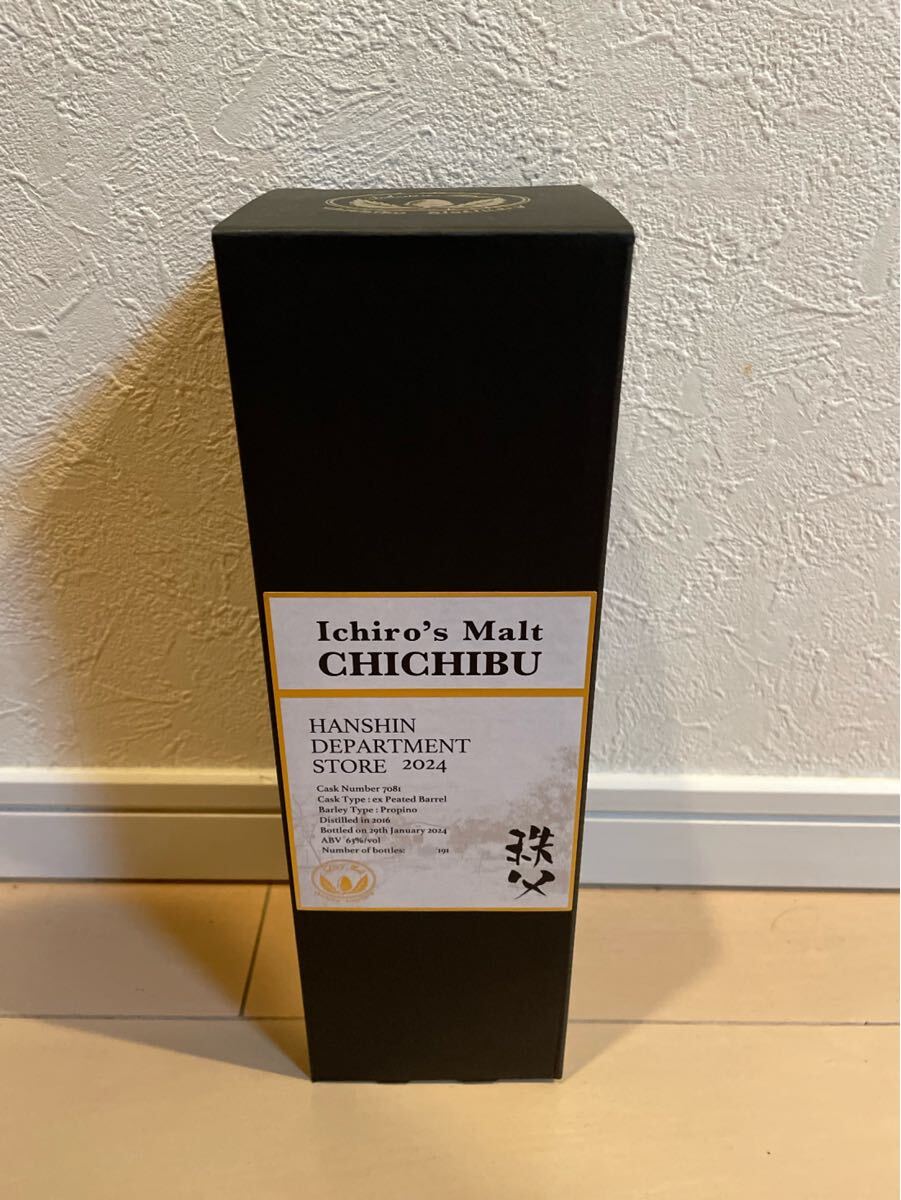 Ichiro's Malt
CHICHIBU
HANSHIN
DEPARTMENT
STORE 2024
Cask Number 7081
Cask Type : ex Peated Barrel
Barley Type : Propino
Distilled in 2016
Bottled on 29th January 2024
ABV 63%/vol
Number of bottles: /191
秩父